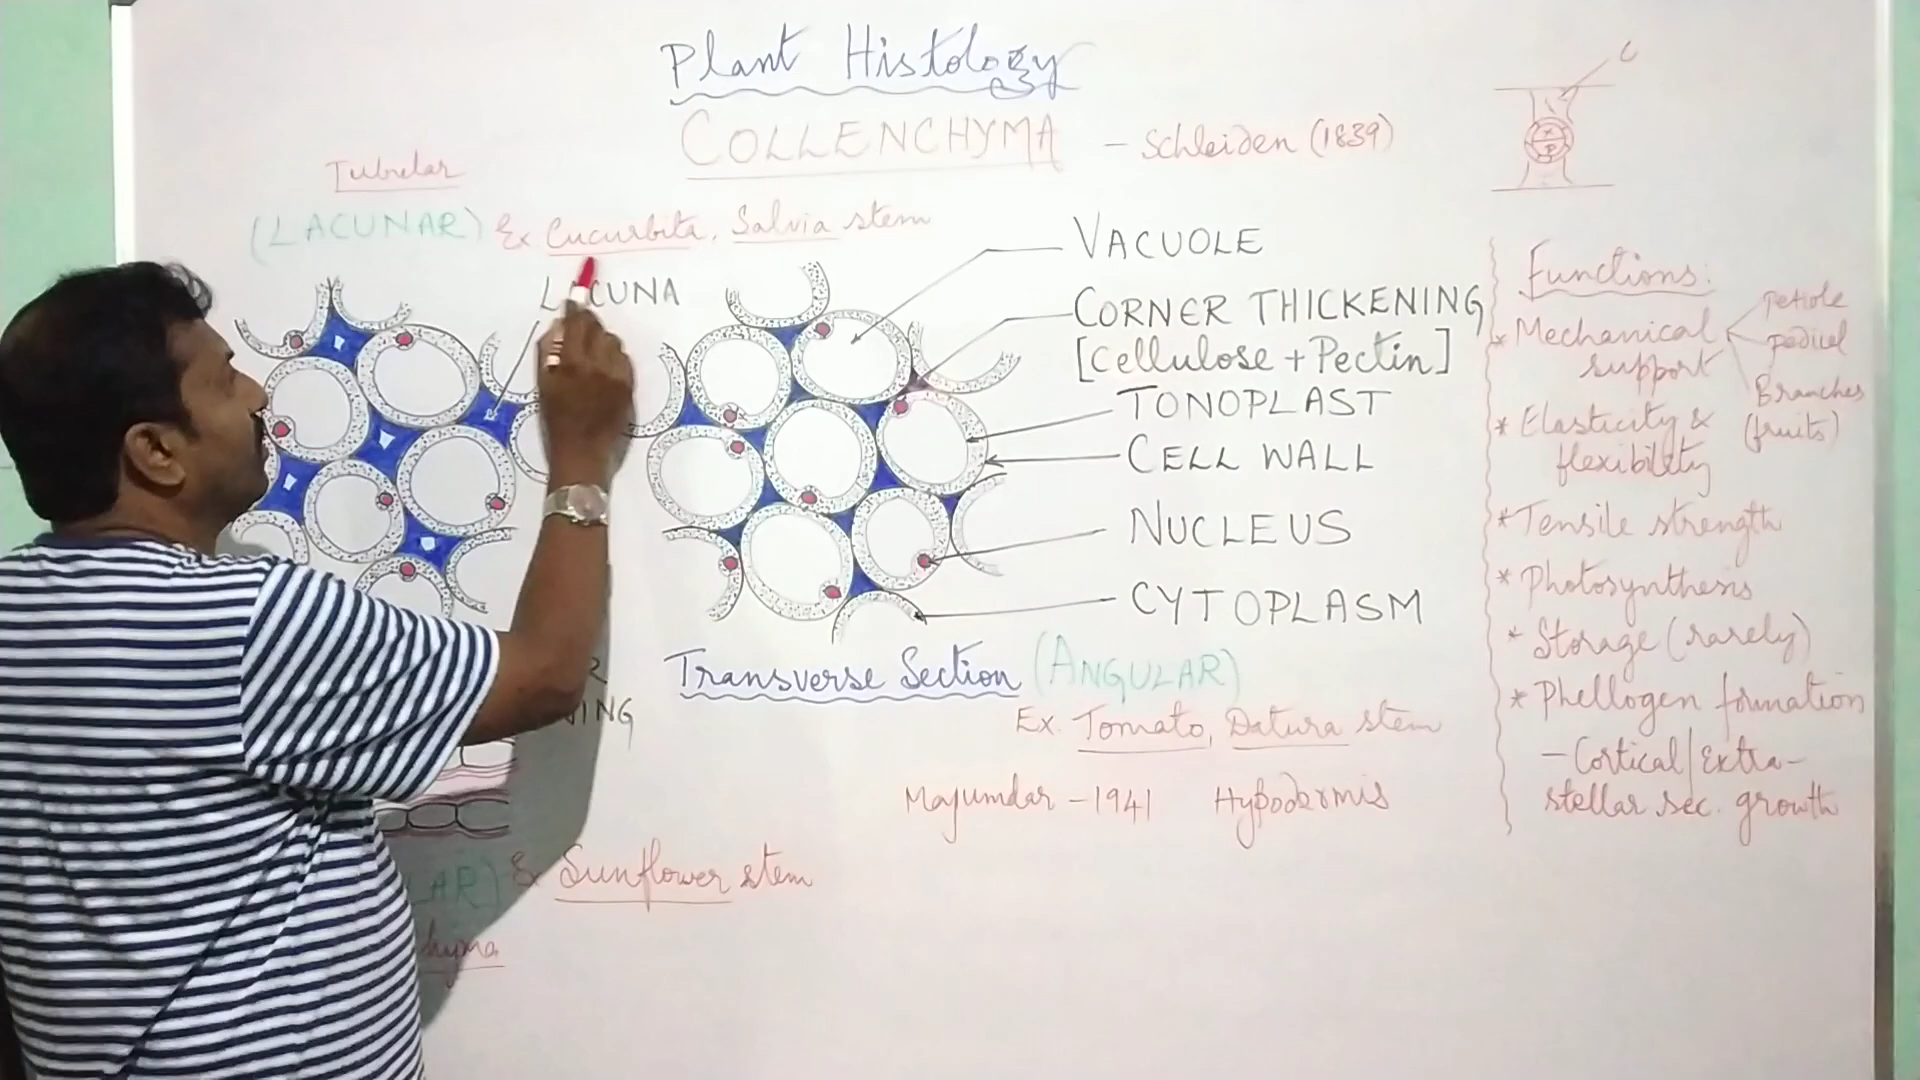 Plant Histology
COLLENCHYMA - Schleiden (1839)
C
Tubular
(LACUNAR) Ex Cucurbita, Salvia stem
LACUNA
VACUOLE
CORNER THICKENING
[Cellulose + Pectin]
TONOPLAST
CELL WALL
NUCLEUS
CYTOPLASM
Transverse Section (ANGULAR)
Ex. Tomato, Datura stem
Majumdar - 1941 Hypodermis
LAR) Ex Sunflower stem
hyma
Functions:
* Mechanical support
petiole
pedicel
Branches
(fruits)
* Elasticity &
flexibility
* Tensile strength
* Photosynthesis
* Storage (rarely)
* Phellogen formation
- Cortical/Extra-
stellar sec. growth